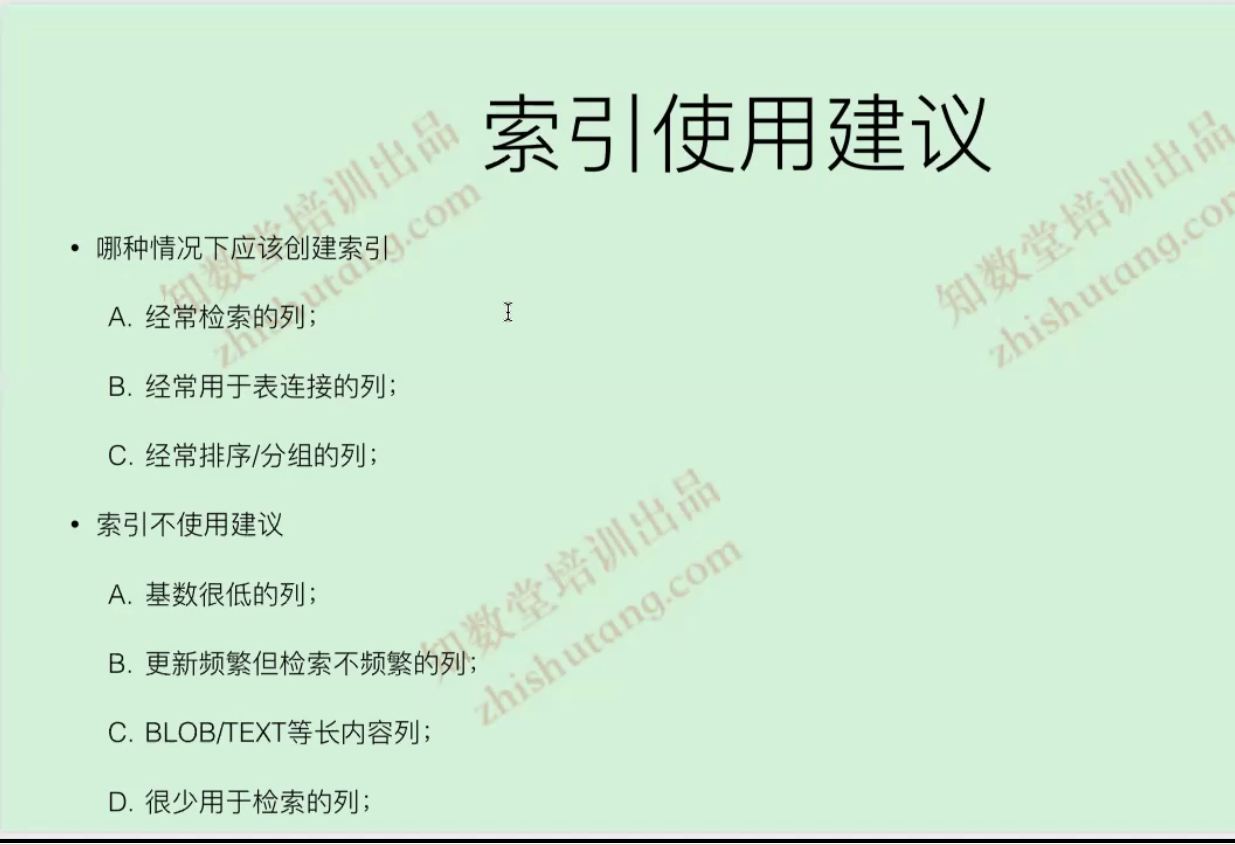 索引使用建议
• 哪种情况下应该创建索引
A. 经常检索的列;
B. 经常用于表连接的列;
C. 经常排序/分组的列;
• 索引不使用建议
A. 基数很低的列;
B. 更新频繁但检索不频繁的列;
C. BLOB/TEXT等长内容列;
D. 很少用于检索的列;
知数堂培训出品
zhishutang.com
知数堂培训出品
zhishutang.com
知数堂培训出品
zhishutang.com